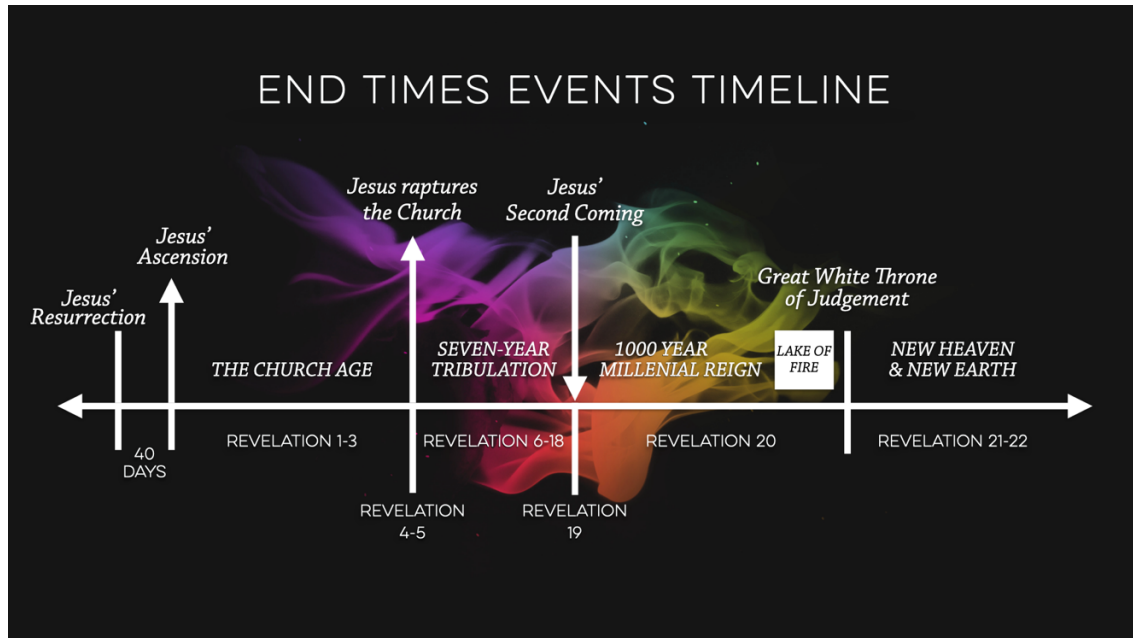 END TIMES EVENTS TIMELINE
Jesus'
Resurrection
Jesus'
Ascension
Jesus raptures
the Church
Jesus'
Second Coming
Great White Throne
of Judgement
THE CHURCH AGE
SEVEN-YEAR
TRIBULATION
1000 YEAR
MILLENIAL REIGN
LAKE OF
FIRE
NEW HEAVEN
& NEW EARTH
40
DAYS
REVELATION 1-3
REVELATION
4-5
REVELATION 6-18
REVELATION
19
REVELATION 20
REVELATION 21-22